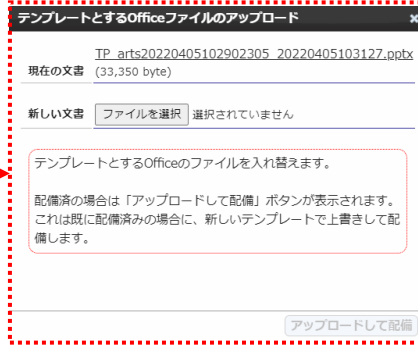 テンプレートとするOfficeファイルのアップロード ×
TP_arts20220405102902305_20220405103127.pptx
現在の文書 (33,350 byte)
新しい文書 ファイルを選択 選択されていません
テンプレートとするOfficeのファイルを入れ替えます。
配備済の場合は「アップロードして配備」ボタンが表示されます。
これは既に配備済みの場合に、新しいテンプレートで上書きして配
備します。
アップロードして配備